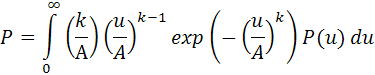 P = ∫₀^∞ (k/A) (u/A)^{k−1} exp (−(u/A)^k) P(u) du